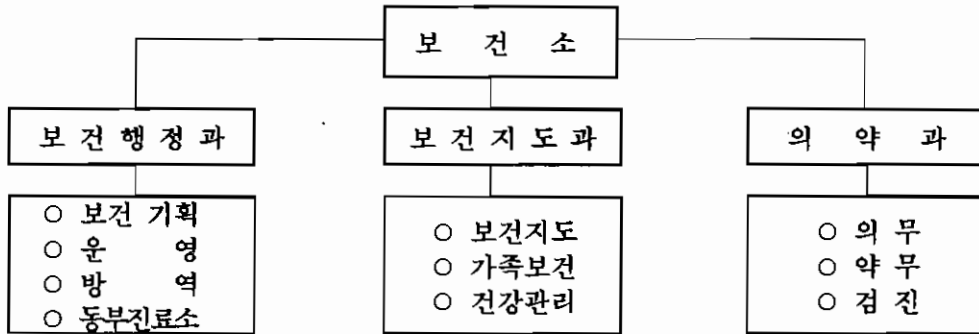 보 건 소
보 건 행 정 과
보 건 지 도 과
의 약 과
○ 보건 기획
○ 운 영
○ 방 역
○ 동부진료소
○ 보건지도
○ 가족보건
○ 건강관리
○ 의 무
○ 약 무
○ 검 진